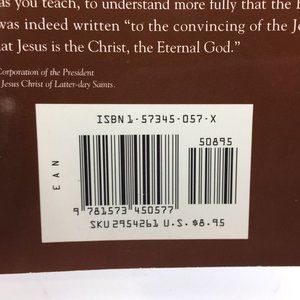 as you teach, to understand more fully that the
was indeed written “to the convincing of the Je
at Jesus is the Christ, the Eternal God.”
Corporation of the President
Jesus Christ of Latter-day Saints.
ISBN 1-57345-057-X
50895
EAN
9 781573 450577
SKU 2954261 U.S. $8.95